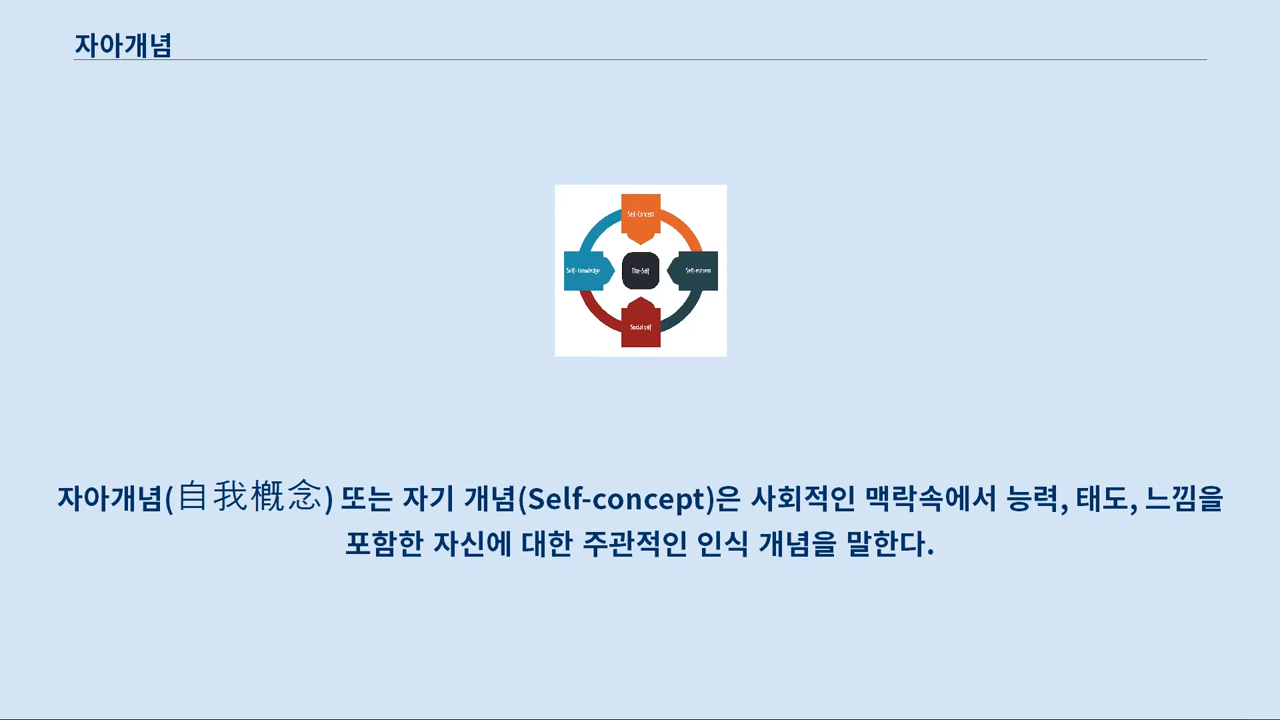 자아개념
Self-Concept
Self- Knowledge
The-Self
Self-esteem
Social self
자아개념(自我概念) 또는 자기 개념(Self-concept)은 사회적인 맥락속에서 능력, 태도, 느낌을
포함한 자신에 대한 주관적인 인식 개념을 말한다.